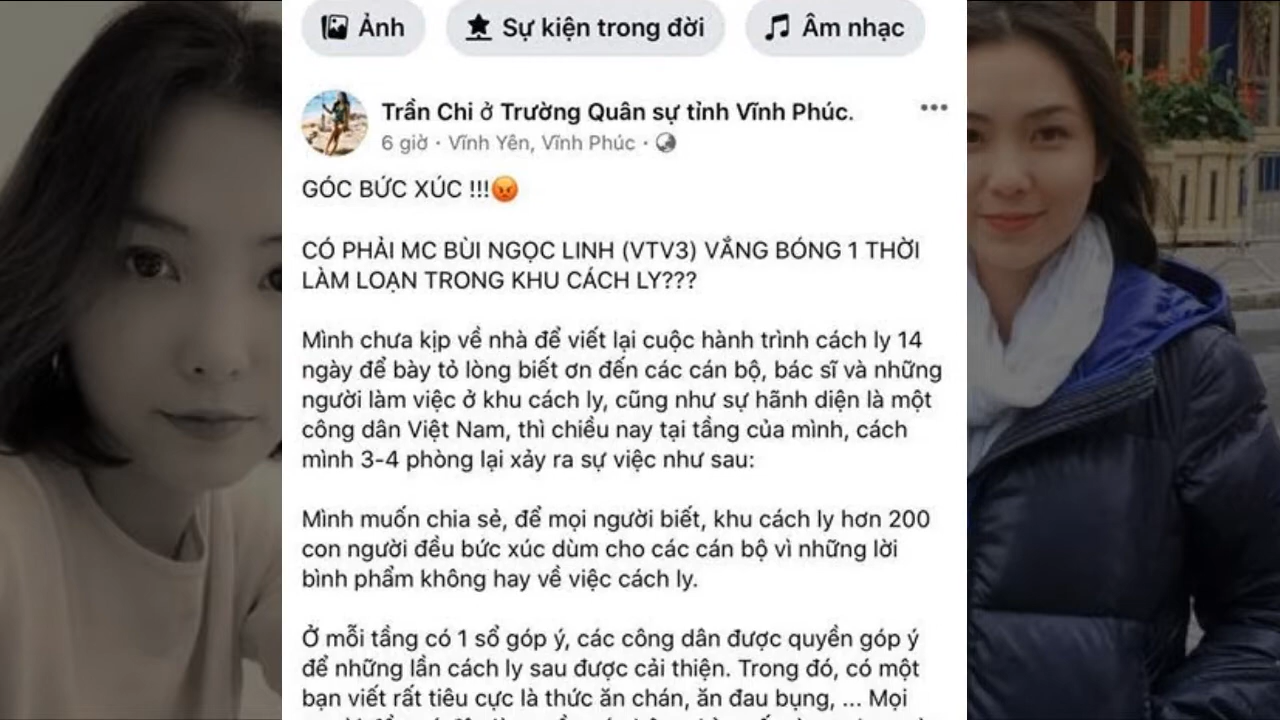 Ảnh
Sự kiện trong đời
Âm nhạc
Trần Chi ở Trường Quân sự tỉnh Vĩnh Phúc.
6 giờ · Vĩnh Yên, Vĩnh Phúc ·
GÓC BỨC XÚC !!!😡
CÓ PHẢI MC BÙI NGỌC LINH (VTV3) VẮNG BÓNG 1 THỜI
LÀM LOẠN TRONG KHU CÁCH LY???
Mình chưa kịp về nhà để viết lại cuộc hành trình cách ly 14
ngày để bày tỏ lòng biết ơn đến các cán bộ, bác sĩ và những
người làm việc ở khu cách ly, cũng như sự hãnh diện là một
công dân Việt Nam, thì chiều nay tại tầng của mình, cách
mình 3-4 phòng lại xảy ra sự việc như sau:
Mình muốn chia sẻ, để mọi người biết, khu cách ly hơn 200
con người đều bức xúc dùm cho các cán bộ vì những lời
bình phẩm không hay về việc cách ly.
Ở mỗi tầng có 1 sổ góp ý, các công dân được quyền góp ý
để những lần cách ly sau được cải thiện. Trong đó, có một
bạn viết rất tiêu cực là thức ăn chán, ăn đau bụng, ... Mọi